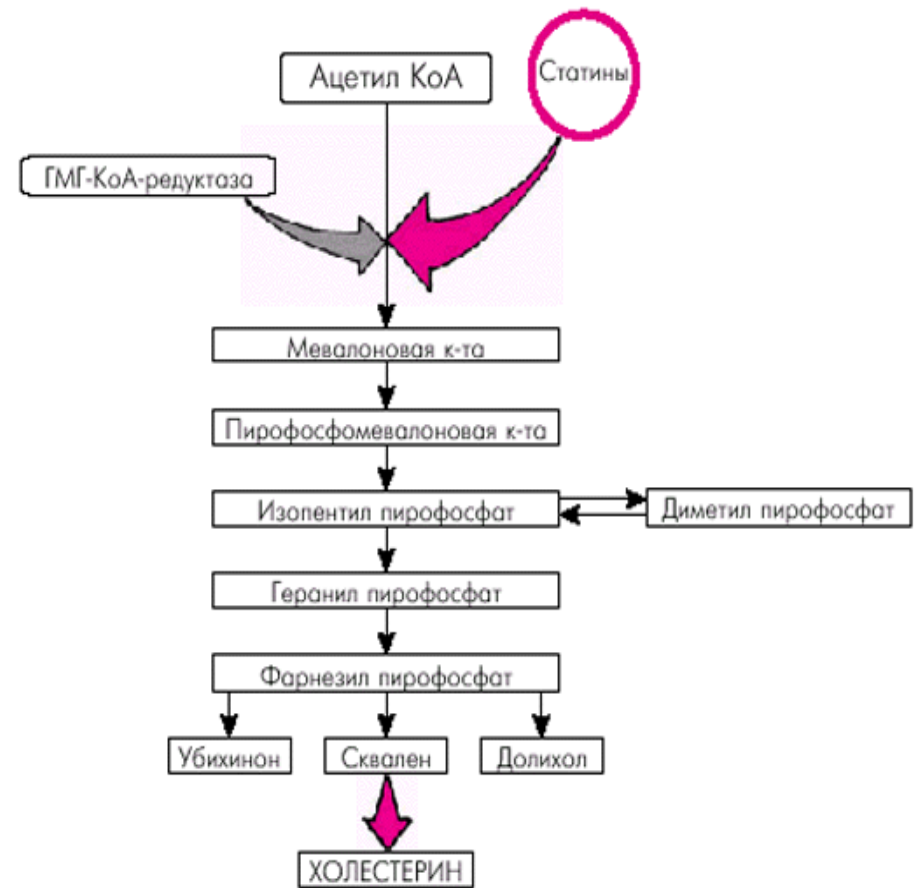 Ацетил КоА
Статины
ГМГ-КоА-редуктаза
Мевалоновая к-та
Пирофосфомевалоновая к-та
Изопентил пирофосфат
Диметил пирофосфат
Геранил пирофосфат
Фарнезил пирофосфат
Убихинон
Сквален
Долихол
ХОЛЕСТЕРИН